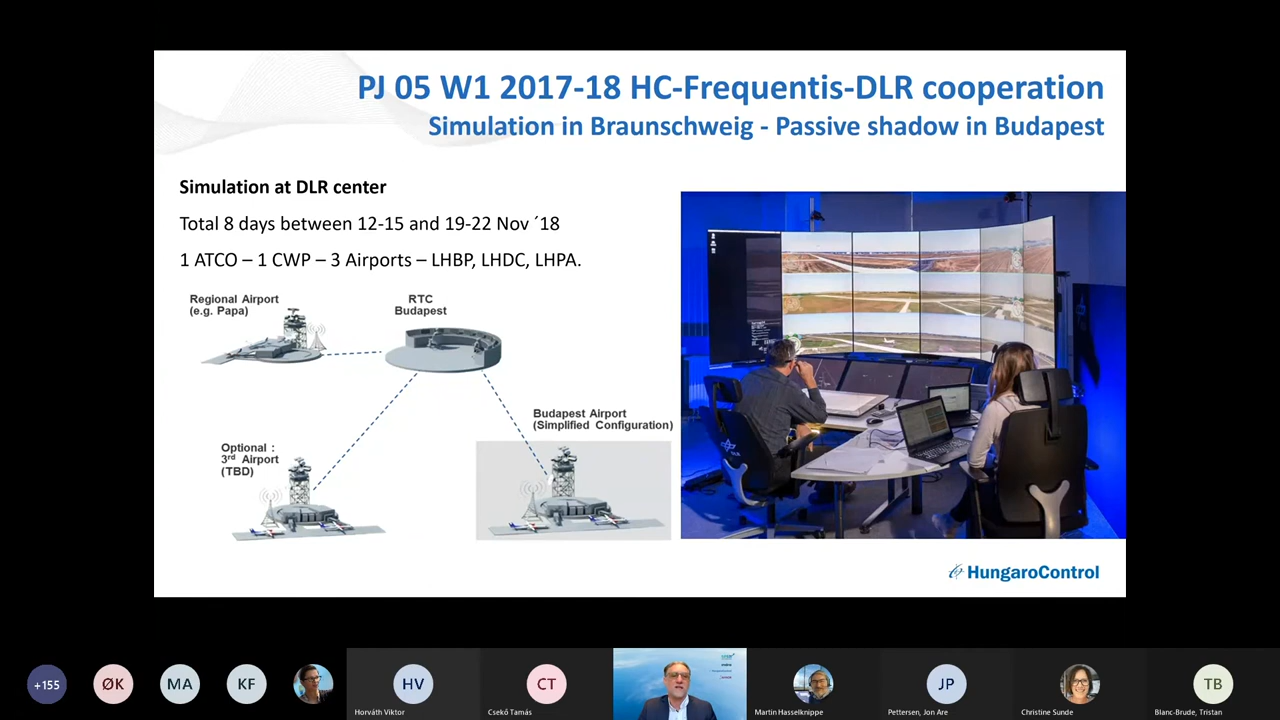 PJ 05 W1 2017-18 HC-Frequentis-DLR cooperation
Simulation in Braunschweig - Passive shadow in Budapest
Simulation at DLR center
Total 8 days between 12-15 and 19-22 Nov ´18
1 ATCO – 1 CWP – 3 Airports – LHBP, LHDC, LHPA.
Regional Airport
(e.g. Papa)
RTC
Budapest
Budapest Airport
(Simplified Configuration)
Optional :
3rd Airport
(TBD)
HungaroControl
+155
ØK
MA
KF
HV
Horváth Viktor
CT
Csekő Tamás
Martin Hasselknippe
JP
Pettersen, Jon Are
Christine Sunde
TB
Blanc-Brude, Tristan